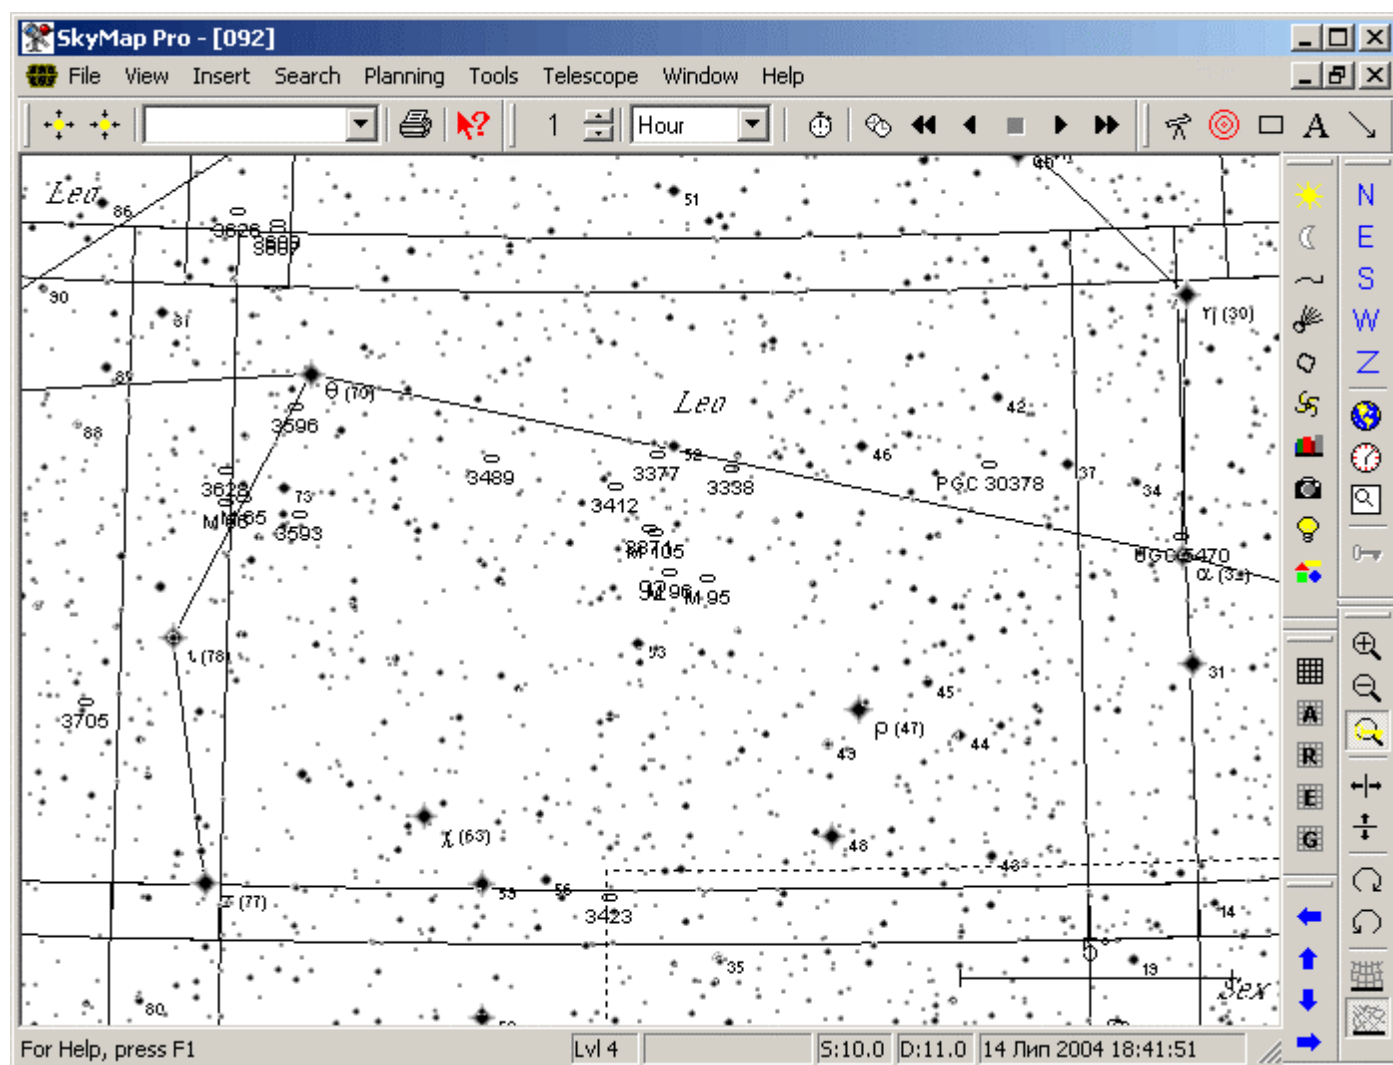 SkyMap Pro - [092]
File View Insert Search Planning Tools Telescope Window Help
1 Hour A
Leo
86
51
3626
N
E
S
W
Z
90
η (30)
81
θ (70)
Leo
42
3596
88
52
46
3489
3377
3338
PGC 30378
37
34
3628
73
3412
M 65
3593
M 105
UGC 5470
α (32)
M 96
M 95
ι (78)
53
31
45
3705
ρ (47)
44
A
R
E
G
χ (63)
48
59
3423
(77)
14
35
19
Sex
80
For Help, press F1 Lvl 4 S:10.0 D:11.0 14 Лип 2004 18:41:51